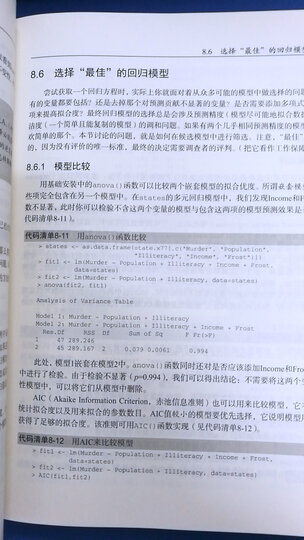 8.6 选择“最佳”的回归模型
8.6 选择“最佳”的回归模型
尝试获取一个回归方程时，实际上你就面对着从众多可能的模型中做选择的问题
有的变量都要包括？还是去掉那个对预测贡献不显著的变量？是否需要添加多项式
项来提高拟合度？最终回归模型的选择总是会涉及预测精度（模型尽可能地拟合数据
洁度（一个简单且能复制的模型）的调和问题。如果有两个几乎相同预测精度的模型
欢简单的那个。本节讨论的问题，就是如何在候选模型中进行筛选。注意，“最佳”
的，因为没有评价的唯一标准，最终的决定需要调查者的评判。（把它看作工作保障
8.6.1 模型比较
用基础安装中的anova()函数可以比较两个嵌套模型的拟合优度。所谓嵌套模
些项完全包含在另一个模型中。在states的多元回归模型中，我们发现Income和F
数不显著，此时你可以检验不含这两个变量的模型与包含这两项的模型预测效果是
代码清单8-11）。
代码清单8-11 用anova()函数比较
> states <- as.data.frame(state.x77[,c("Murder", "Population",
"Illiteracy", "Income", "Frost")])
> fit1 <- lm(Murder ~ Population + Illiteracy + Income + Frost,
data=states)
> fit2 <- lm(Murder ~ Population + Illiteracy, data=states)
> anova(fit2, fit1)
Analysis of Variance Table
Model 1: Murder ~ Population + Illiteracy
Model 2: Murder ~ Population + Illiteracy + Income + Frost
Res.Df RSS Df Sum of Sq F Pr(>F)
1 47 289.246
2 45 289.167 2 0.079 0.0061 0.994
此处，模型1嵌套在模型2中。anova()函数同时还对是否应该添加Income和Frost
中进行了检验。由于检验不显著（p=0.994），我们可以得出结论：不需要将这两个变
性模型中，可以将它们从模型中删除。
AIC（Akaike Information Criterion，赤池信息准则）也可以用来比较模型，它考
统计拟合度以及用来拟合的参数数目。AIC值较小的模型要优先选择，它说明模型用
获得了足够的拟合度。该准则可用AIC()函数实现（见代码清单8-12）。
代码清单8-12 用AIC来比较模型
> fit1 <- lm(Murder ~ Population + Illiteracy + Income + Frost,
data=states)
> fit2 <- lm(Murder ~ Population + Illiteracy, data=states)
> AIC(fit1,fit2)